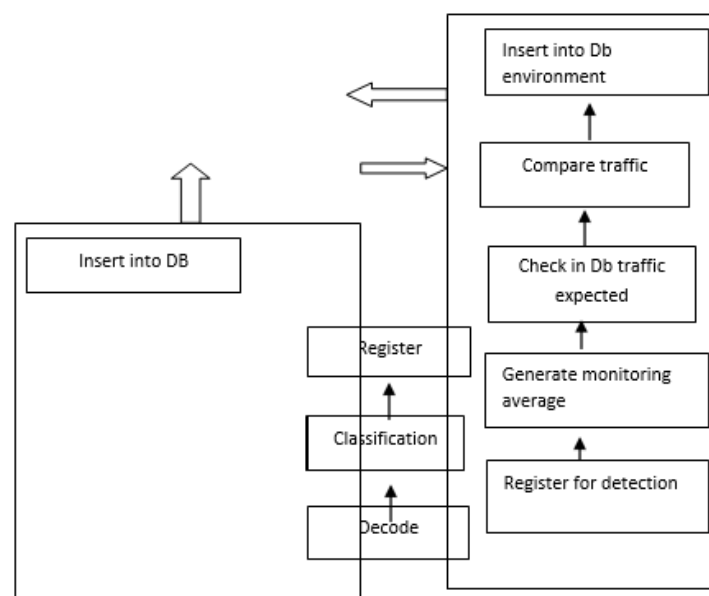 Insert into Db
environment
Compare traffic
Insert into DB
Check in Db traffic
expected
Register
Generate monitoring
average
Classification
Register for detection
Decode